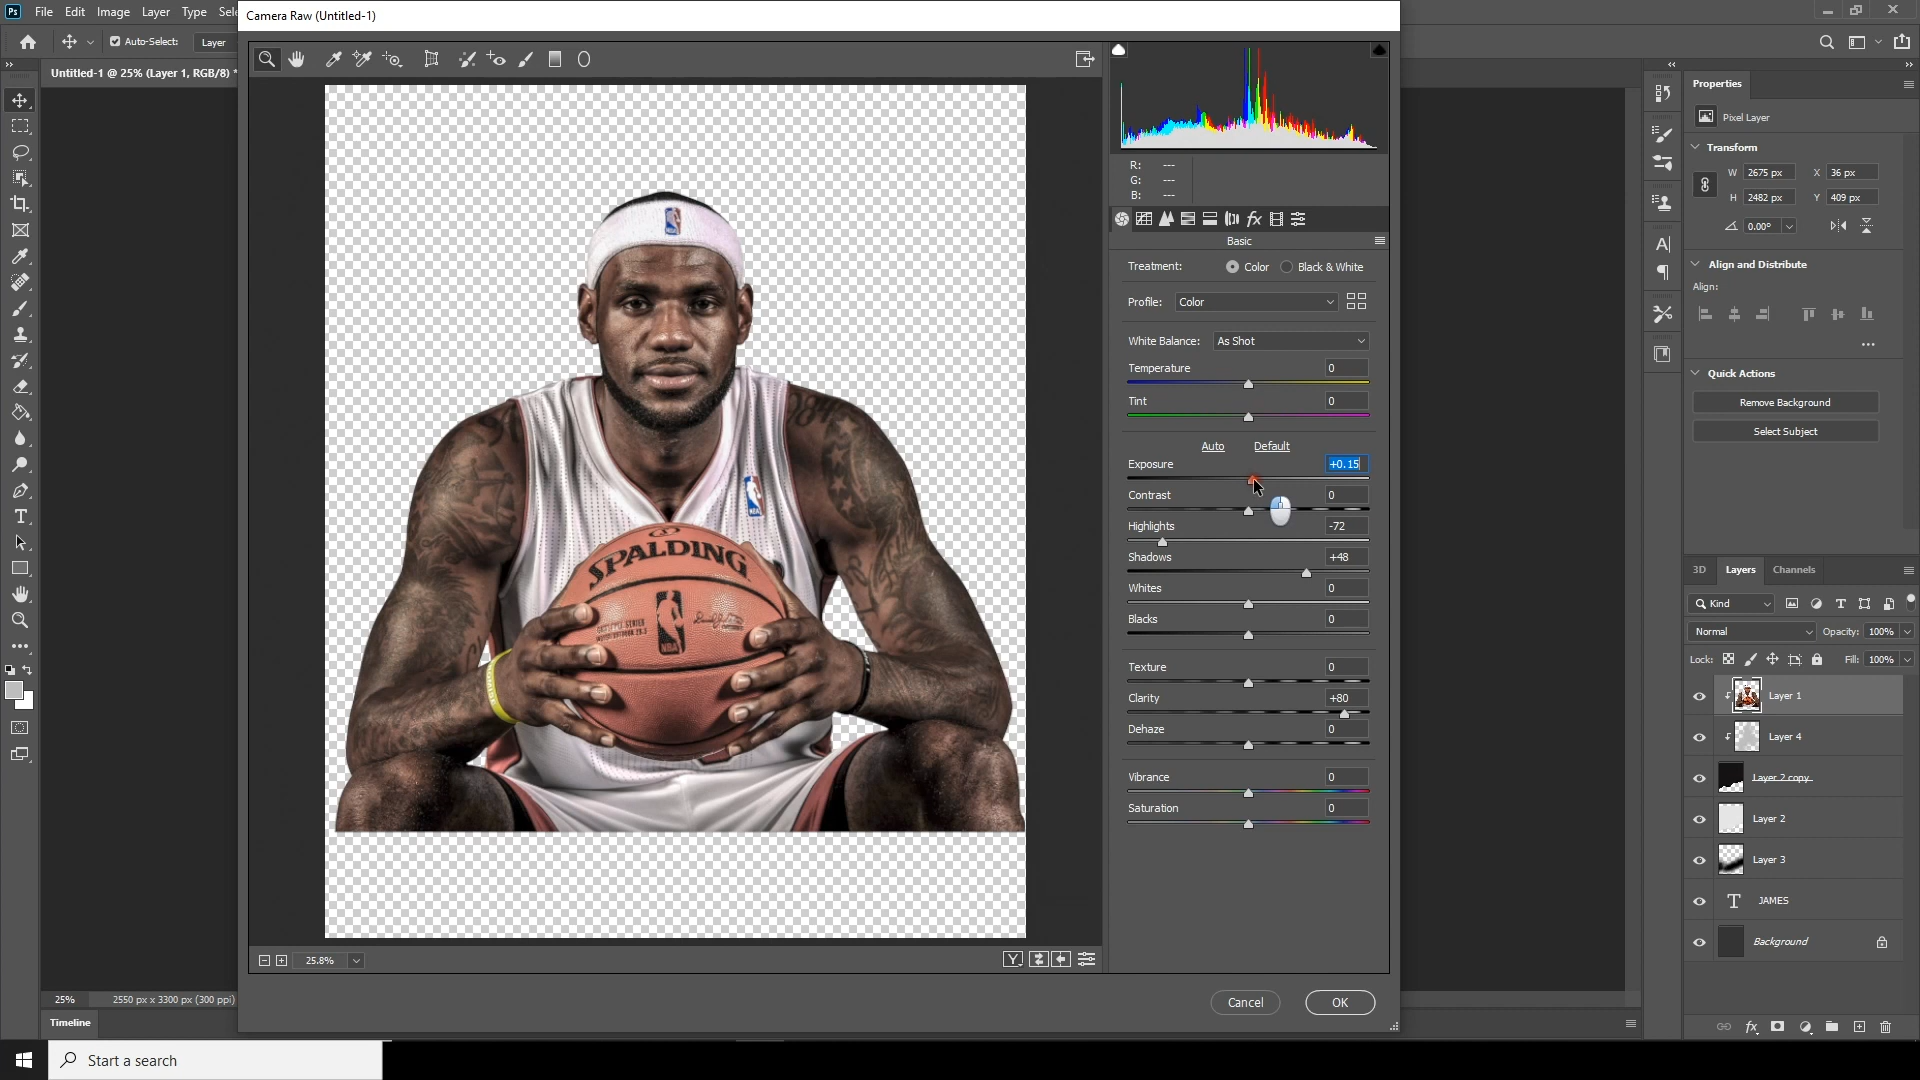 Ps File Edit Image Layer Type Sele
Camera Raw (Untitled-1)
Auto-Select: Layer
Untitled-1 @ 25% (Layer 1, RGB/8) *
R: ---
G: ---
B: ---
Basic
Treatment: Color Black & White
Profile: Color
White Balance: As Shot
Temperature 0
Tint 0
Auto Default
Exposure +0.15
Contrast 0
Highlights -72
Shadows +48
Whites 0
Blacks 0
Texture 0
Clarity +80
Dehaze 0
Vibrance 0
Saturation 0
NBA
NBA
SPALDING
NBA
25.8%
Y
Cancel OK
25% 2550 px x 3300 px (300 ppi)
Timeline
Start a search
Properties
Pixel Layer
Transform
W 2675 px X 36 px
H 2482 px Y 409 px
0.00°
Align and Distribute
Align:
Quick Actions
Remove Background
Select Subject
3D Layers Channels
Kind
Normal Opacity: 100%
Lock: Fill: 100%
Layer 1
Layer 4
Layer 2 copy
Layer 2
Layer 3
T JAMES
Background
fx